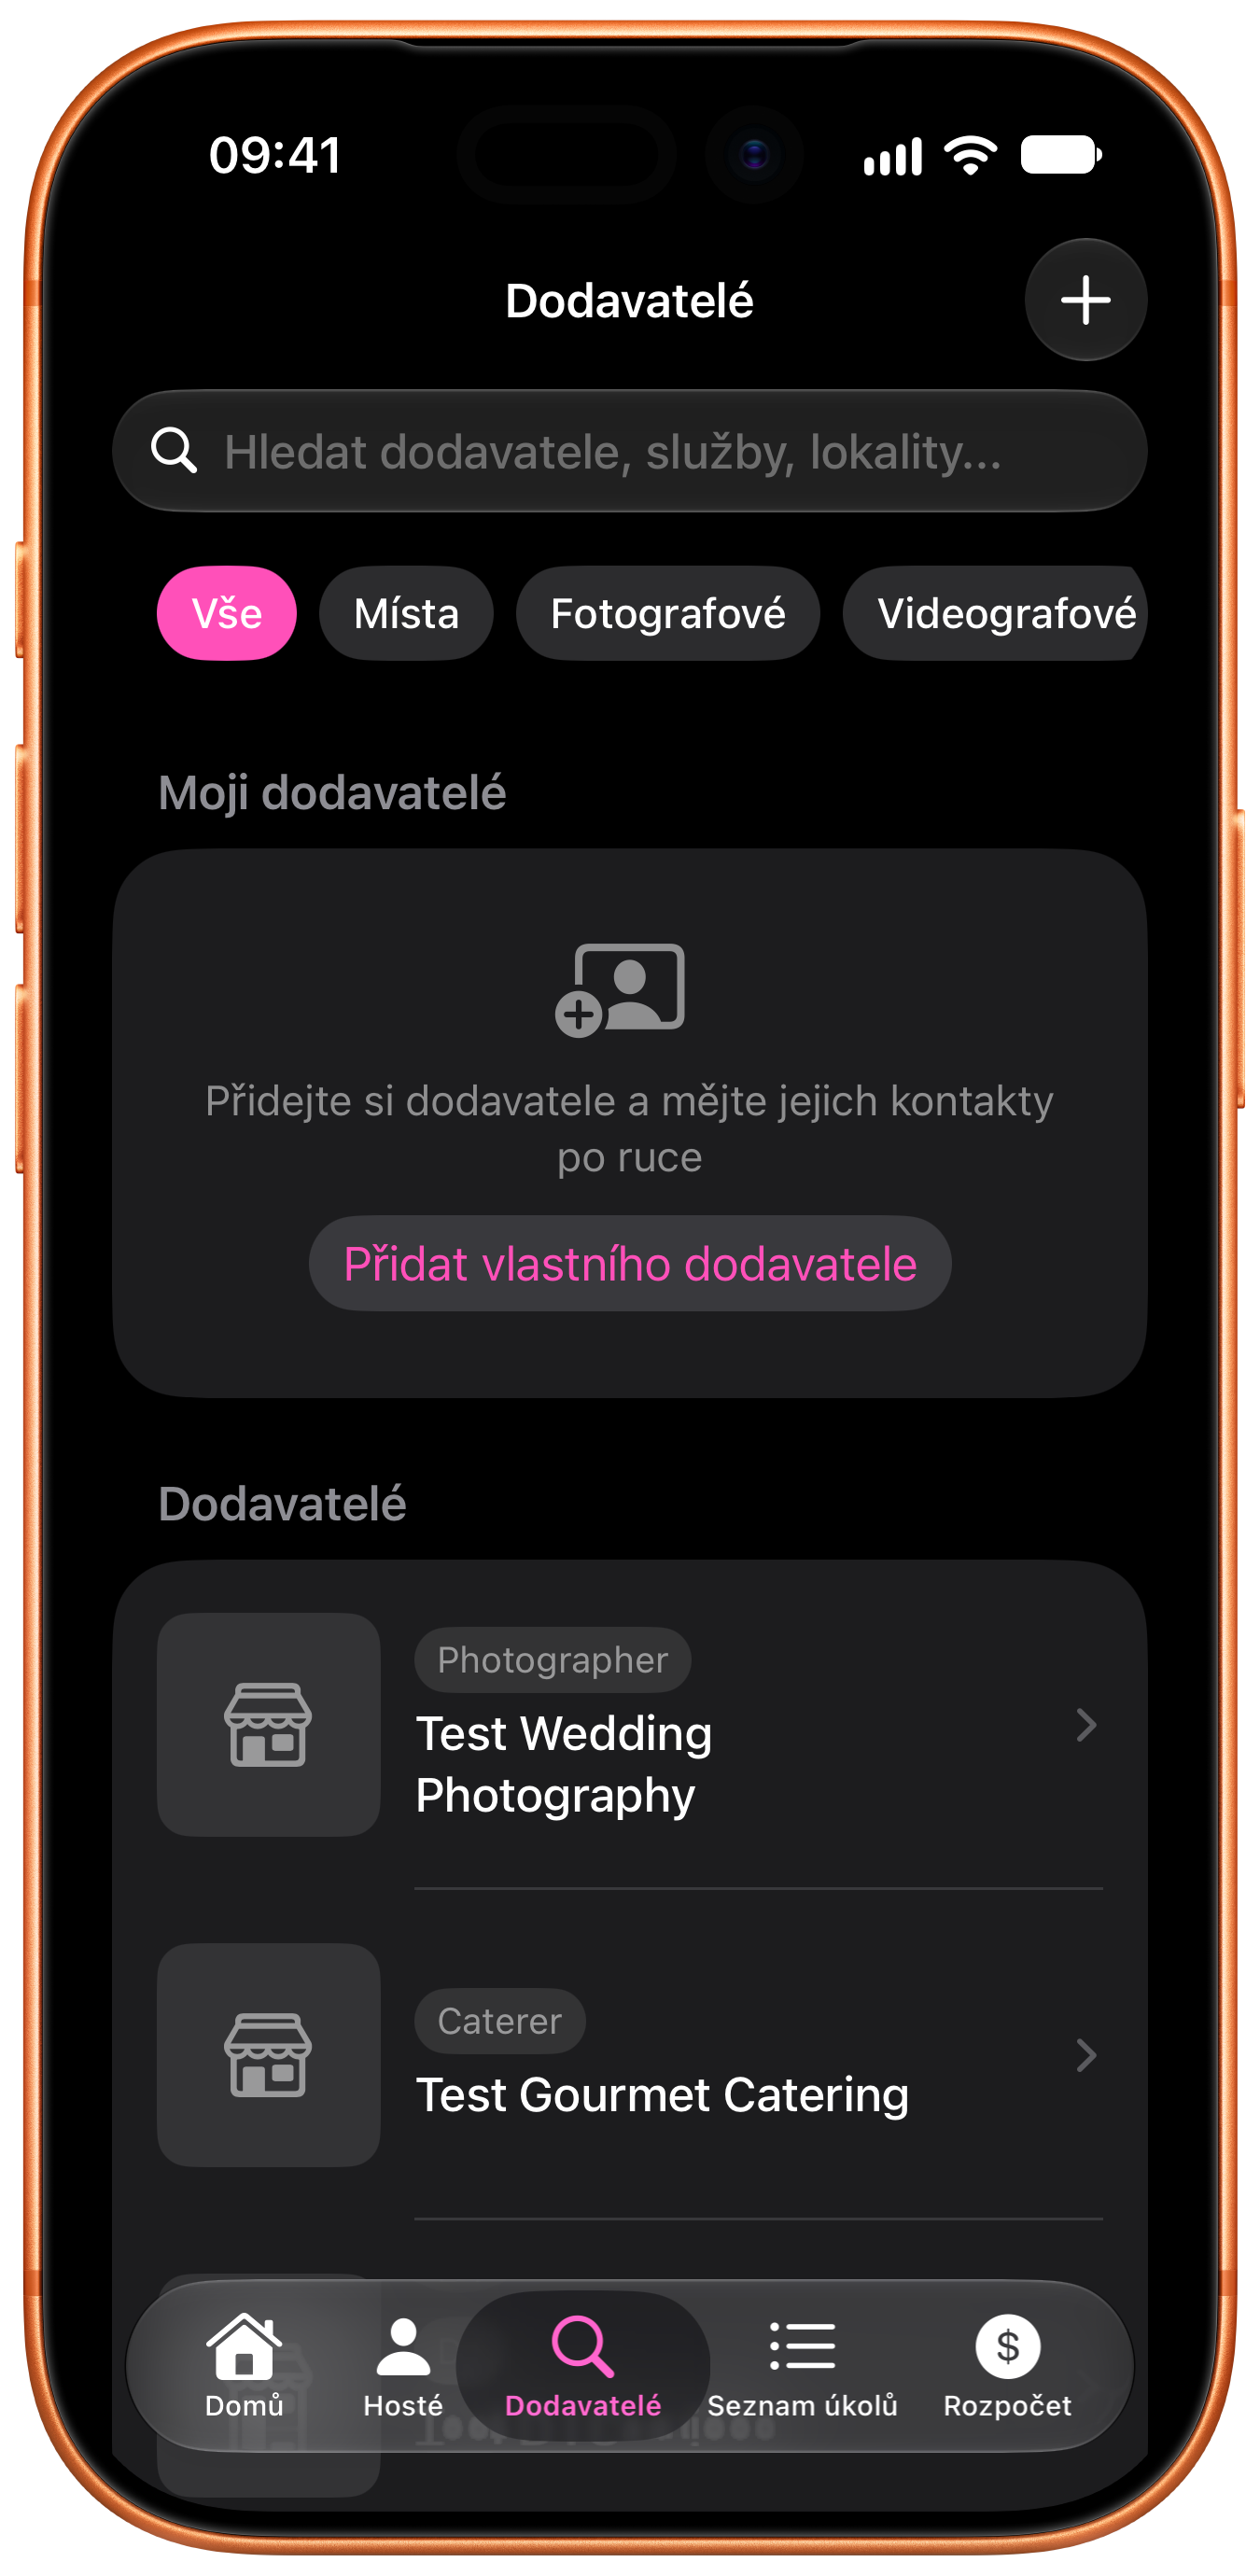 09:41
Dodavatelé
Hledat dodavatele, služby, lokality...
Vše
Místa
Fotografové
Videografové
Moji dodavatelé
Přidejte si dodavatele a mějte jejich kontakty
po ruce
Přidat vlastního dodavatele
Dodavatelé
Photographer
Test Wedding
Photography
Caterer
Test Gourmet Catering
Domů
Hosté
Dodavatelé
Seznam úkolů
Rozpočet